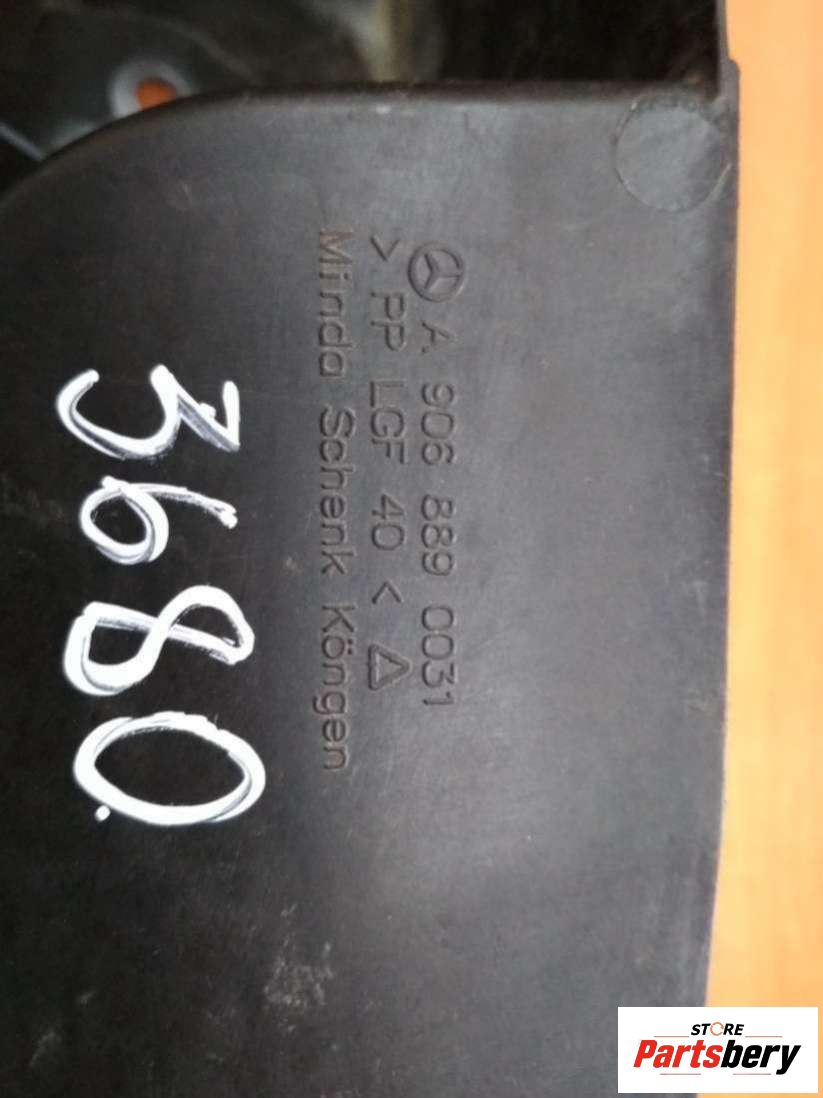 A 906 889 0031
> PP LGF 40 <
Minda Schenk Köngen
3680
STORE
Partsbery